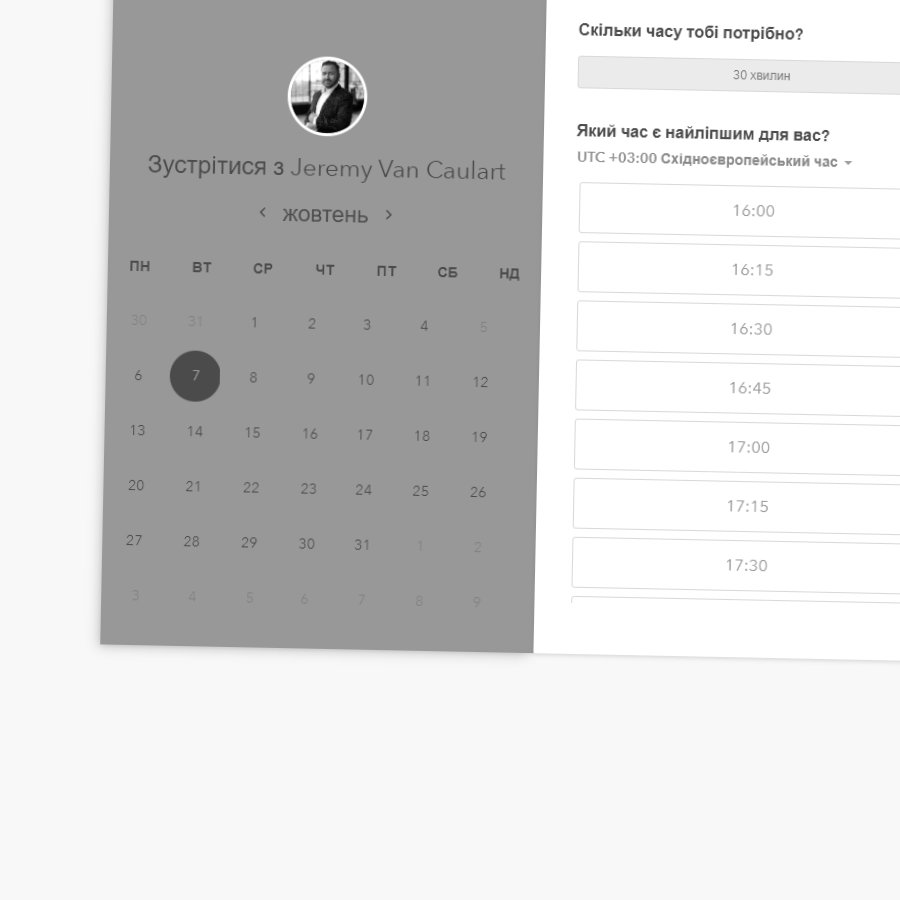 Зустрітися з Jeremy Van Caulart
жовтень
ПН ВТ СР ЧТ ПТ СБ НД
30 31 1 2 3 4 5
6 7 8 9 10 11 12
13 14 15 16 17 18 19
20 21 22 23 24 25 26
27 28 29 30 31 1 2
3 4 5 6 7 8 9
Скільки часу тобі потрібно?
30 хвилин
Який час є найліпшим для вас?
UTC +03:00 Східноєвропейський час
16:00
16:15
16:30
16:45
17:00
17:15
17:30